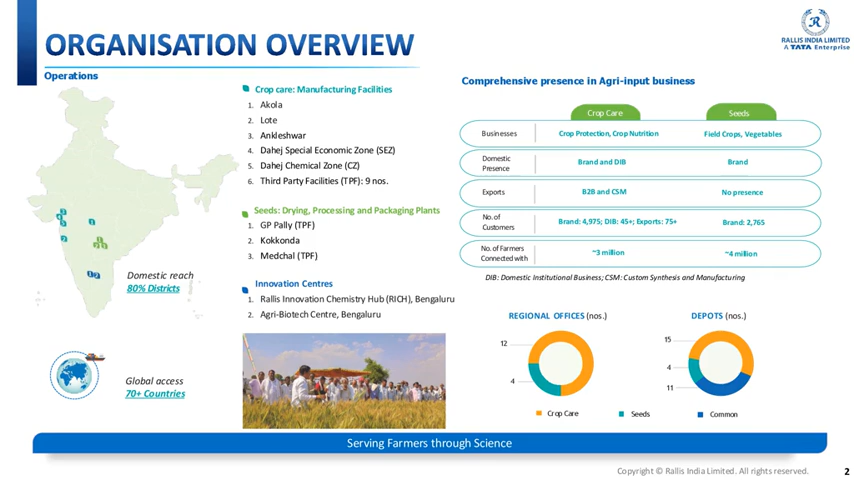 ORGANISATION OVERVIEW
RALLIS INDIA LIMITED
A TATA Enterprise
Operations
Domestic reach
80% Districts
Global access
70+ Countries
Crop care: Manufacturing Facilities
1. Akola
2. Lote
3. Ankleshwar
4. Dahej Special Economic Zone (SEZ)
5. Dahej Chemical Zone (CZ)
6. Third Party Facilities (TPF): 9 nos.
Seeds: Drying, Processing and Packaging Plants
1. GP Pally (TPF)
2. Kokkonda
3. Medchal (TPF)
Innovation Centres
1. Rallis Innovation Chemistry Hub (RICH), Bengaluru
2. Agri-Biotech Centre, Bengaluru
Comprehensive presence in Agri-input business
Crop Care Seeds
Businesses Crop Protection, Crop Nutrition Field Crops, Vegetables
Domestic
Presence Brand and DIB Brand
Exports B2B and CSM No presence
No. of
Customers Brand: 4,975; DIB: 45+; Exports: 75+ Brand: 2,765
No. of Farmers
Connected with ~3 million ~4 million
DIB: Domestic Institutional Business; CSM: Custom Synthesis and Manufacturing
REGIONAL OFFICES (nos.)
12
4
DEPOTS (nos.)
15
4
11
Crop Care Seeds Common
Serving Farmers through Science
Copyright © Rallis India Limited. All rights reserved. 2